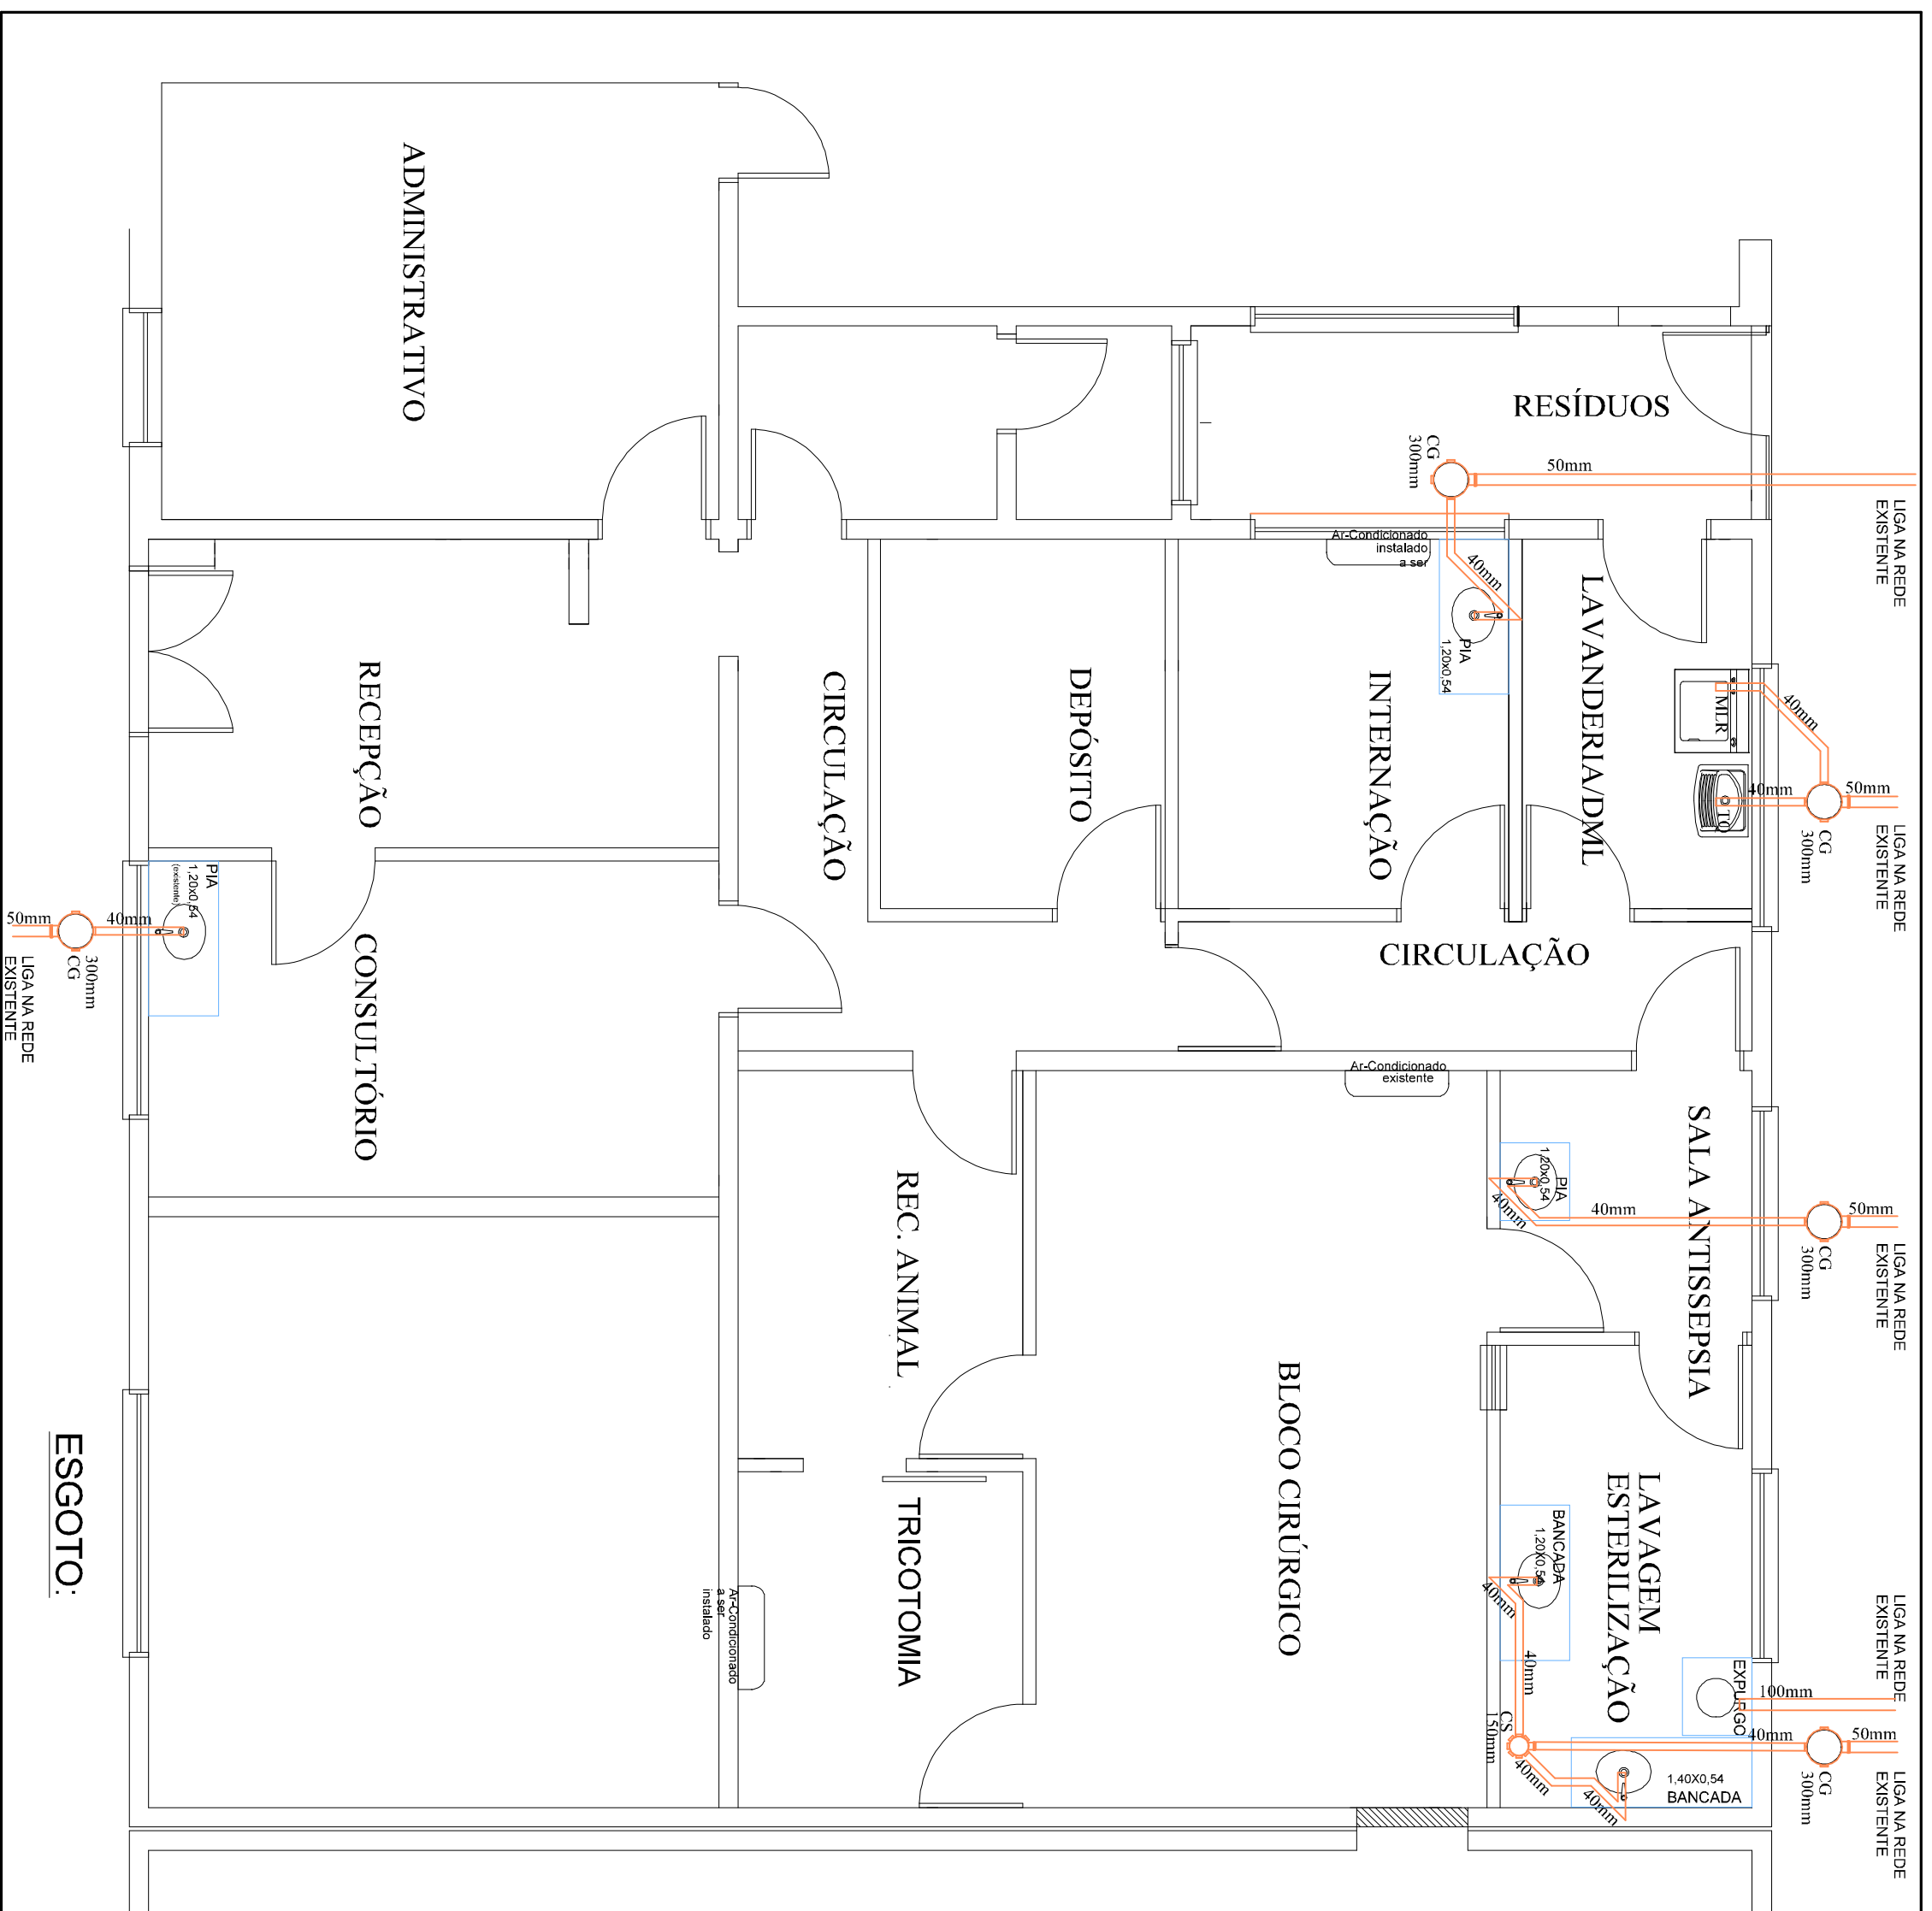 ADMINISTRATIVO
RESÍDUOS
CG
300mm
50mm
LIGA NA REDE
EXISTENTE
Ar-Condicionado
instalado
a ser
40mm
PIA
1,20x0,54
LAVANDERIA/DML
INTERNAÇÃO
DEPÓSITO
CIRCULAÇÃO
RECEPÇÃO
MLR
40mm
TQ
40mm
50mm
CG
300mm
LIGA NA REDE
EXISTENTE
PIA
1,20x0,54
(existente)
50mm
40mm
300mm
CG
LIGA NA REDE
EXISTENTE
CONSULTÓRIO
CIRCULAÇÃO
Ar-Condicionado
existente
SALA ANTISSEPSIA
PIA
1,20x0,54
40mm
40mm
50mm
CG
300mm
LIGA NA REDE
EXISTENTE
REC. ANIMAL
BLOCO CIRÚRGICO
LAVAGEM
ESTERILIZAÇÃO
BANCADA
1,20X0,54
40mm
40mm
CS
150mm
40mm
40mm
EXPURGO
100mm
LIGA NA REDE
EXISTENTE
40mm
50mm
CG
300mm
LIGA NA REDE
EXISTENTE
1,40X0,54
BANCADA
TRICOTOMIA
Ar-Condicionado
a ser
instalado
ESGOTO: